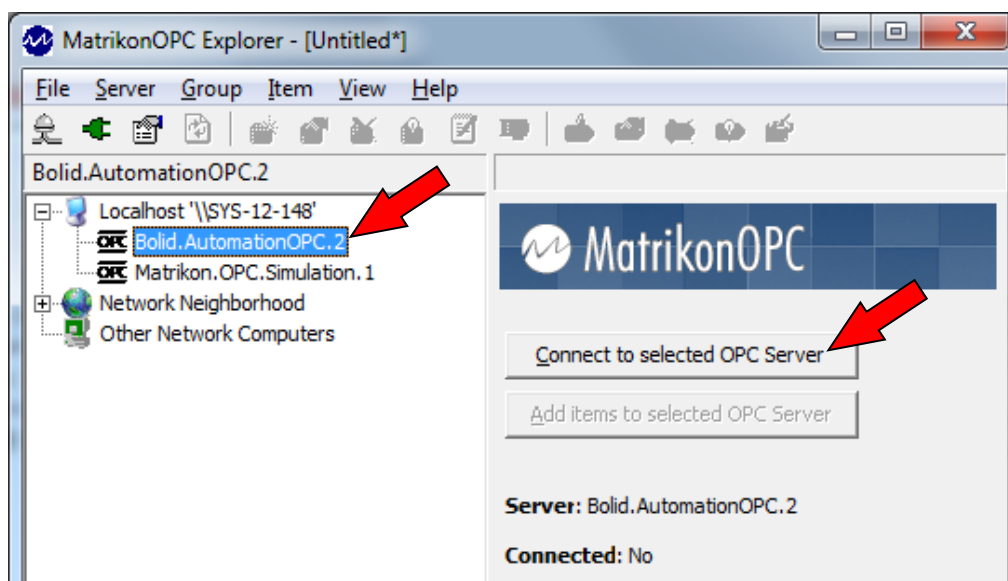 MatrikonOPC Explorer - [Untitled*]
File Server Group Item View Help
Bolid.AutomationOPC.2
Localhost '\\SYS-12-148'
OPC Bolid.AutomationOPC.2
OPC Matrikon.OPC.Simulation.1
Network Neighborhood
Other Network Computers
MatrikonOPC
Connect to selected OPC Server
Add items to selected OPC Server
Server: Bolid.AutomationOPC.2
Connected: No